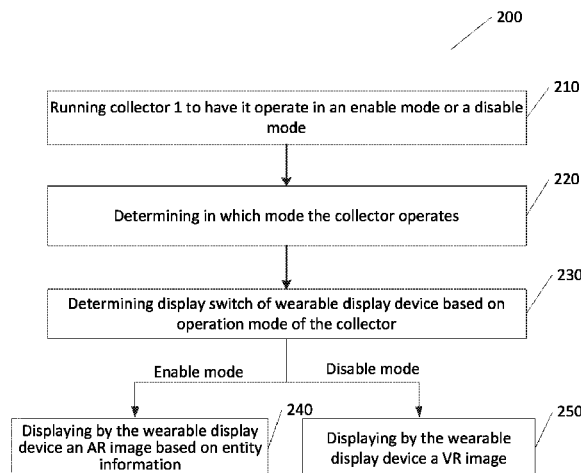 200
210
Running collector 1 to have it operate in an enable mode or a disable
mode
220
Determining in which mode the collector operates
230
Determining display switch of wearable display device based on
operation mode of the collector
Enable mode
Disable mode
240
Displaying by the wearable display
device an AR image based on entity
information
250
Displaying by the wearable
display device a VR image